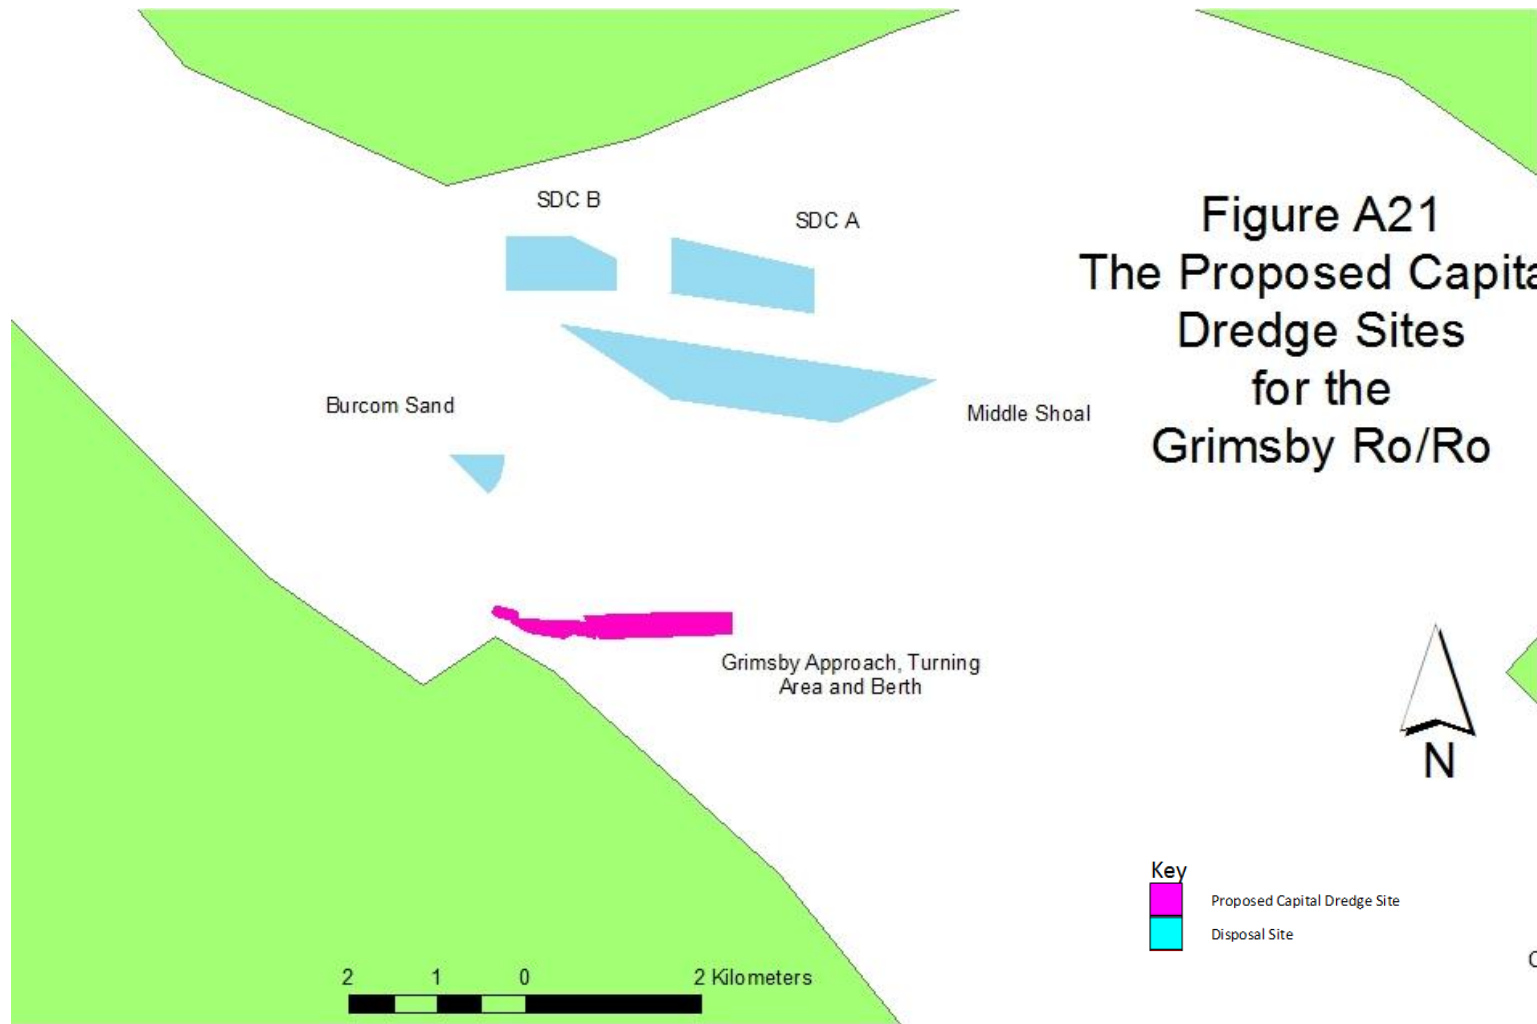 SDC B
SDC A
Figure A21
The Proposed Capita
Dredge Sites
for the
Grimsby Ro/Ro
Burcom Sand
Middle Shoal
Grimsby Approach, Turning
Area and Berth
N
Key
Proposed Capital Dredge Site
Disposal Site
2 1 0 2 Kilometers